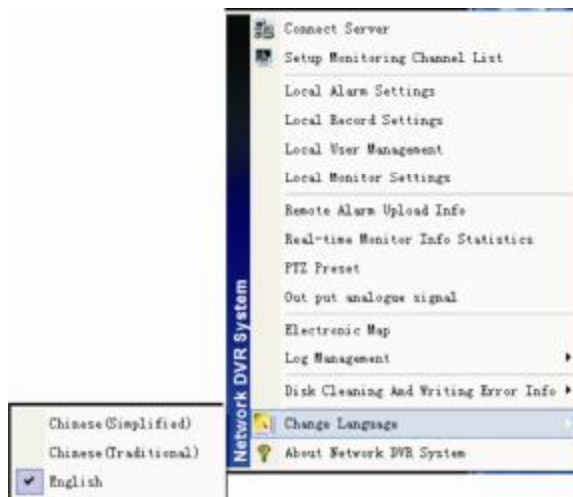 Connect Server
Setup Monitoring Channel List
Local Alarm Settings
Local Record Settings
Local User Management
Local Monitor Settings
Remote Alarm Upload Info
Real-time Monitor Info Statistics
PTZ Preset
Out put analogue signal
Electronic Map
Log Management
Disk Cleaning And Writing Error Info
Change Language
About Network DVR System
Network DVR System
Chinese(Simplified)
Chinese(Traditional)
English